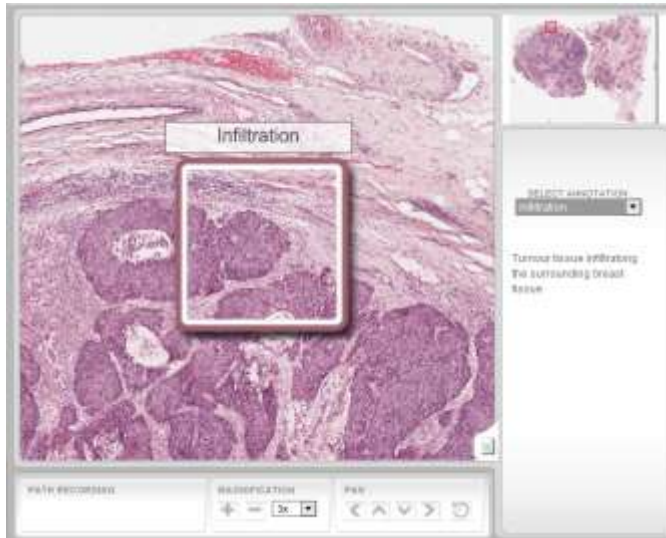 Infiltration
SELECT ANNOTATION
Infiltration
Tumour tissue infiltrating
the surrounding breast
tissue
PATH RECORDING
MAGNIFICATION
3x
PAN